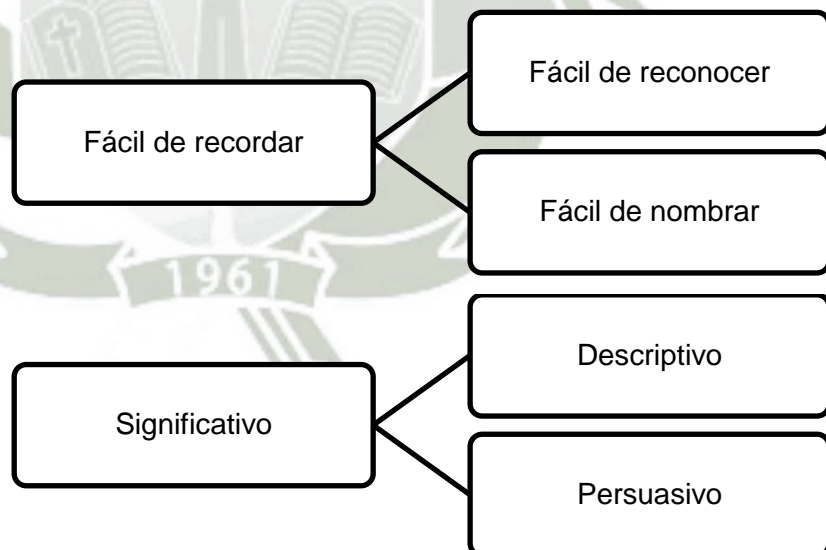 Fácil de recordar
Fácil de reconocer
Fácil de nombrar
1961
Significativo
Descriptivo
Persuasivo